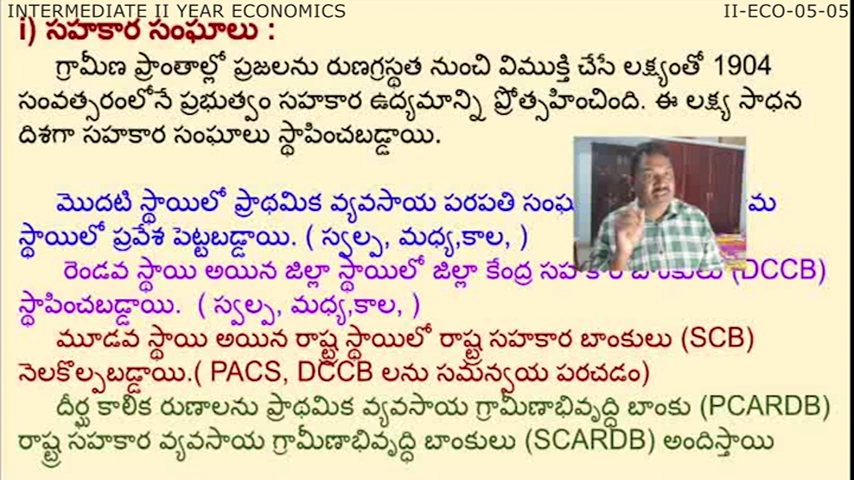 INTERMEDIATE II YEAR ECONOMICS II-ECO-05-05
i) సహకార సంఘాలు :
గ్రామీణ ప్రాంతాల్లో ప్రజలను రుణగ్రస్థత నుంచి విముక్తి చేసే లక్ష్యంతో 1904
సంవత్సరంలోనే ప్రభుత్వం సహకార ఉద్యమాన్ని ప్రోత్సహించింది. ఈ లక్ష్య సాధన
దిశగా సహకార సంఘాలు స్థాపించబడ్డాయి.
మొదటి స్థాయిలో ప్రాథమిక వ్యవసాయ పరపతి
స్థాయిలో ప్రవేశ పెట్టబడ్డాయి. ( స్వల్ప, మధ్య,కాల, )
రెండవ స్థాయి అయిన జిల్లా స్థాయిలో జిల్లా కేంద్ర సహకార బాంకులు (DCCB)
స్థాపించబడ్డాయి. ( స్వల్ప, మధ్య,కాల, )
మూడవ స్థాయి అయిన రాష్ట్ర స్థాయిలో రాష్ట్ర సహకార బాంకులు (SCB)
నెలకొల్పబడ్డాయి.( PACS, DCCB లను సమన్వయ పరచడం)
దీర్ఘ కాలిక రుణాలను ప్రాథమిక వ్యవసాయ గ్రామీణాభివృద్ధి బాంకు (PCARDB)
రాష్ట్ర సహకార వ్యవసాయ గ్రామీణాభివృద్ధి బాంకులు (SCARDB) అందిస్తాయి